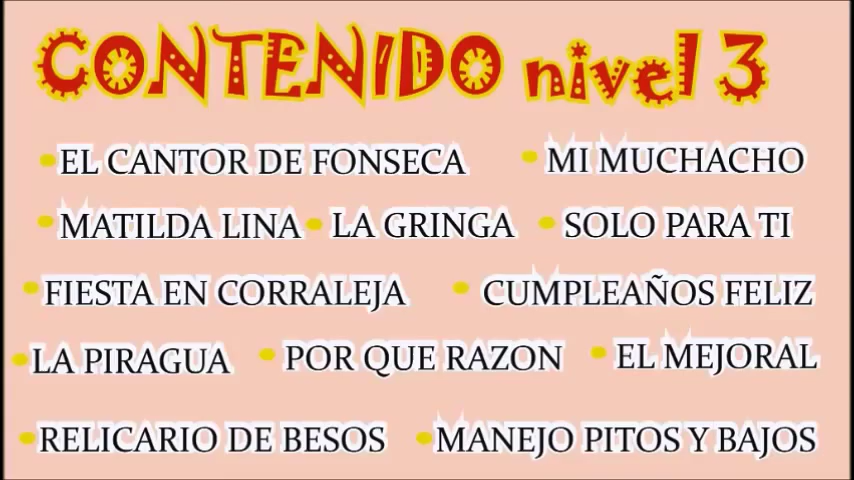 CONTENIDO nivel 3
• EL CANTOR DE FONSECA • MI MUCHACHO
• MATILDA LINA • LA GRINGA • SOLO PARA TI
• FIESTA EN CORRALEJA • CUMPLEAÑOS FELIZ
• LA PIRAGUA • POR QUE RAZON • EL MEJORAL
• RELICARIO DE BESOS • MANEJO PITOS Y BAJOS